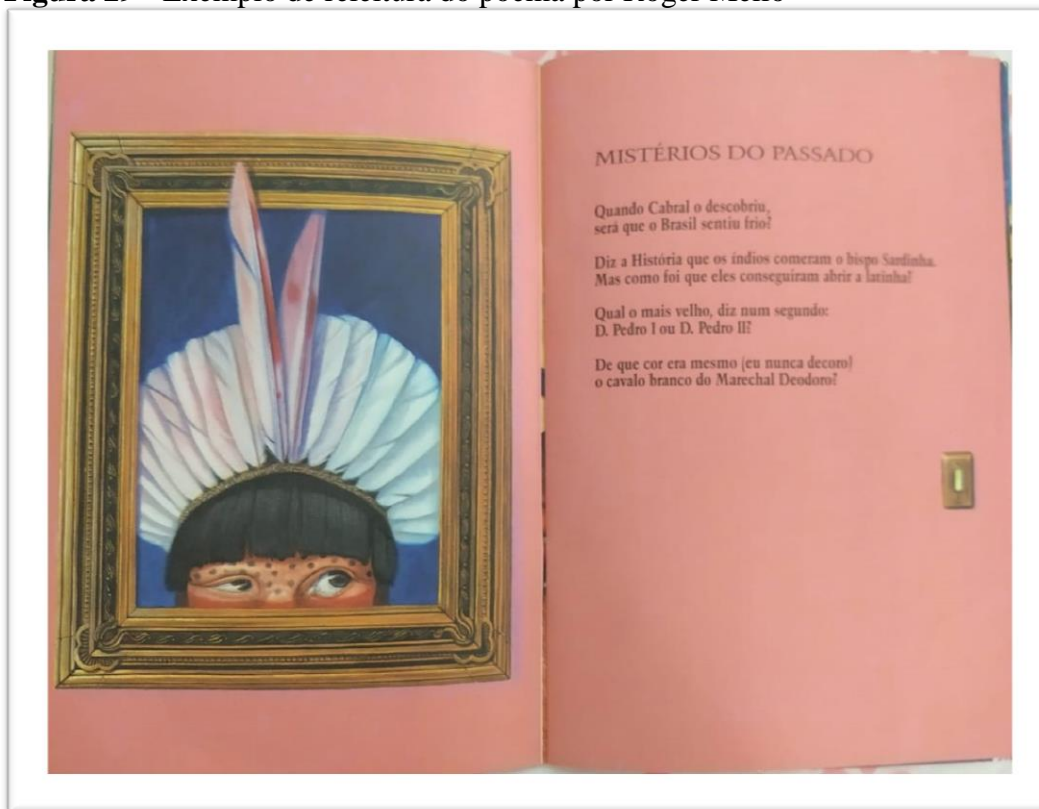 Figura 29 – Exemplo de releitura do poema por Roger Mello
MISTÉRIOS DO PASSADO
Quando Cabral o descobriu,
será que o Brasil sentiu frio?
Diz a História que os índios comeram o bispo Sardinha.
Mas como foi que eles conseguiram abrir a latinha?
Qual o mais velho, diz num segundo:
D. Pedro I ou D. Pedro II?
De que cor era mesmo (eu nunca decoro)
o cavalo branco do Marechal Deodoro?